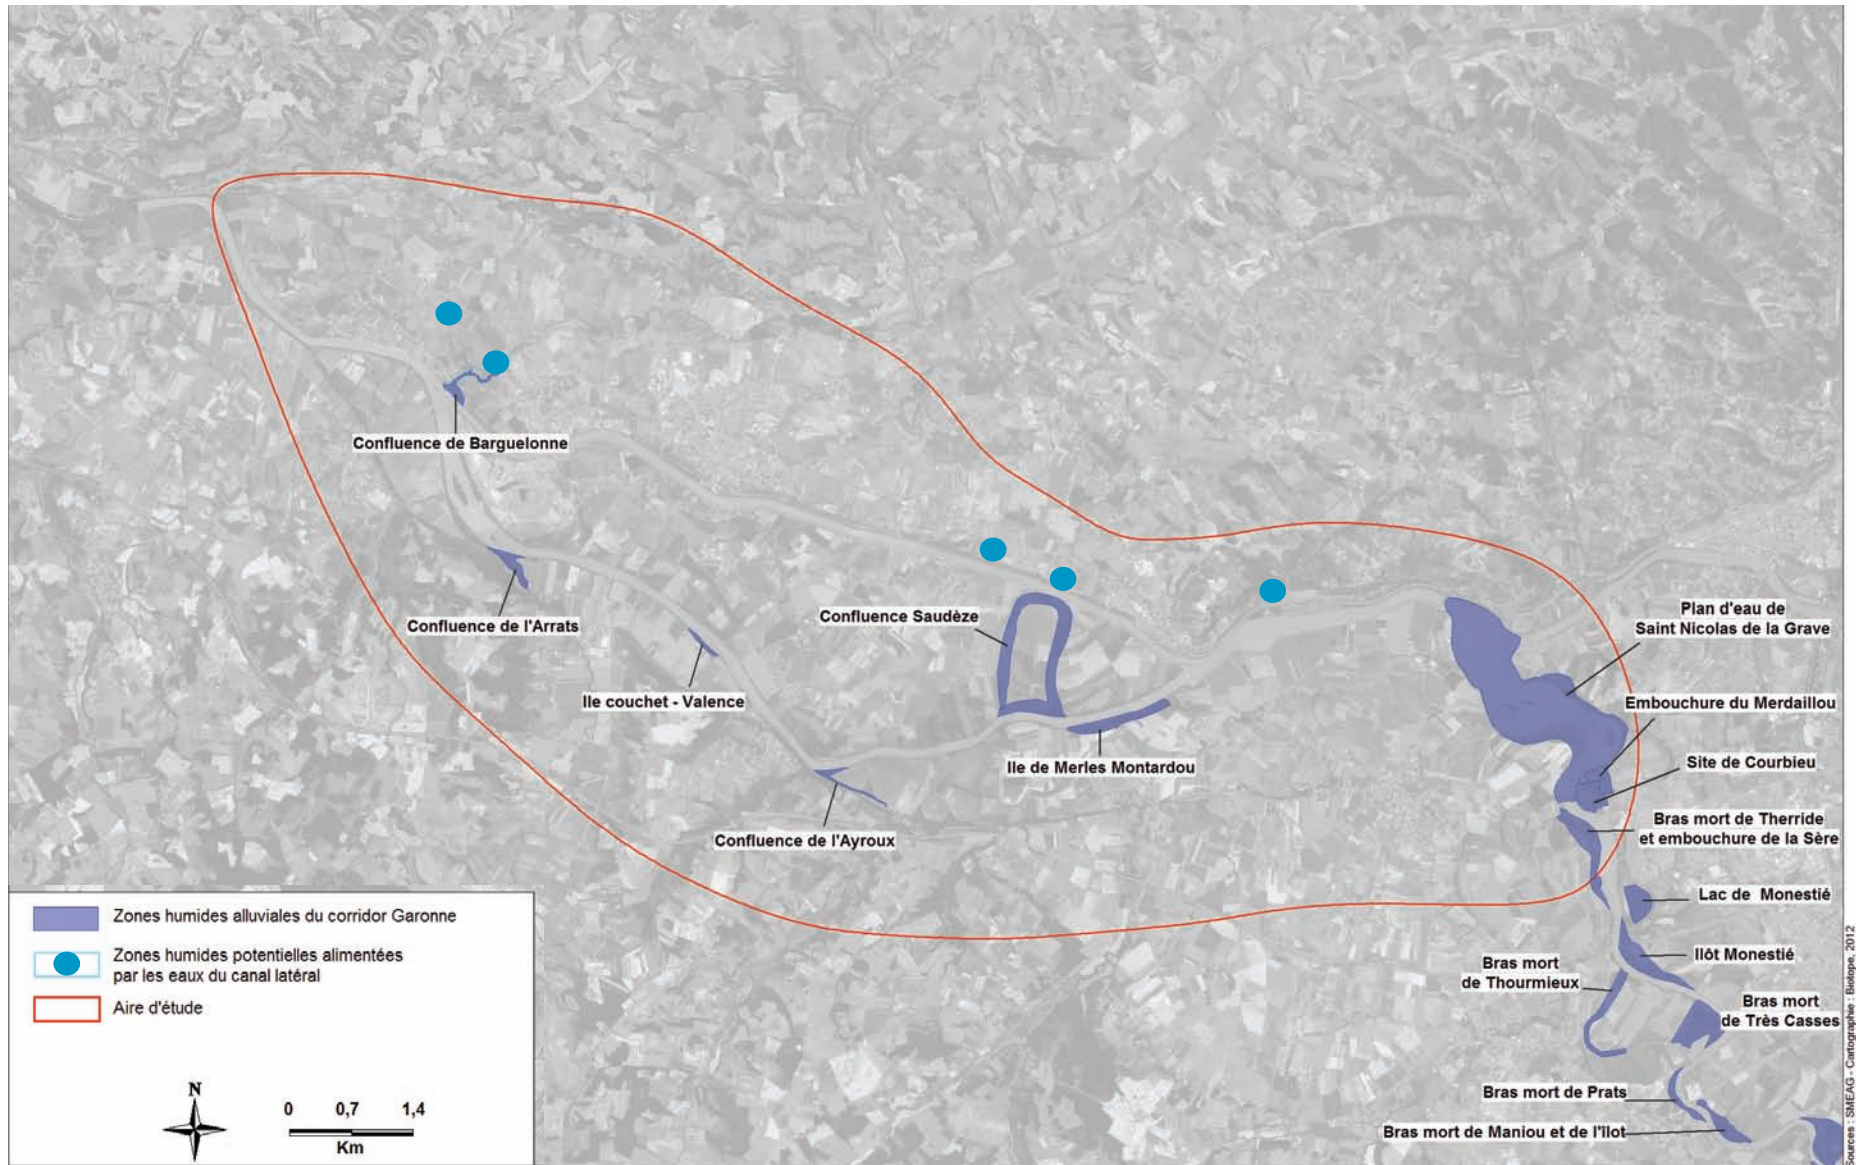 Confluence de Barguelonne
Confluence de l'Arrats
Confluence Saudèze
Plan d'eau de
Saint Nicolas de la Grave
Ile couchet - Valence
Embouchure du Merdaillou
Ile de Merles Montardou
Site de Courbieu
Bras mort de Therride
et embouchure de la Sère
Confluence de l'Ayroux
Lac de Monestié
Ilôt Monestié
Bras mort
de Thourmieux
Bras mort
de Très Casses
Bras mort de Prats
Bras mort de Maniou et de l'îlot
Zones humides alluviales du corridor Garonne
Zones humides potentielles alimentées
par les eaux du canal latéral
Aire d'étude
N
0 0,7 1,4
Km
Sources : SMEAG - Cartographie : Biotope, 2012